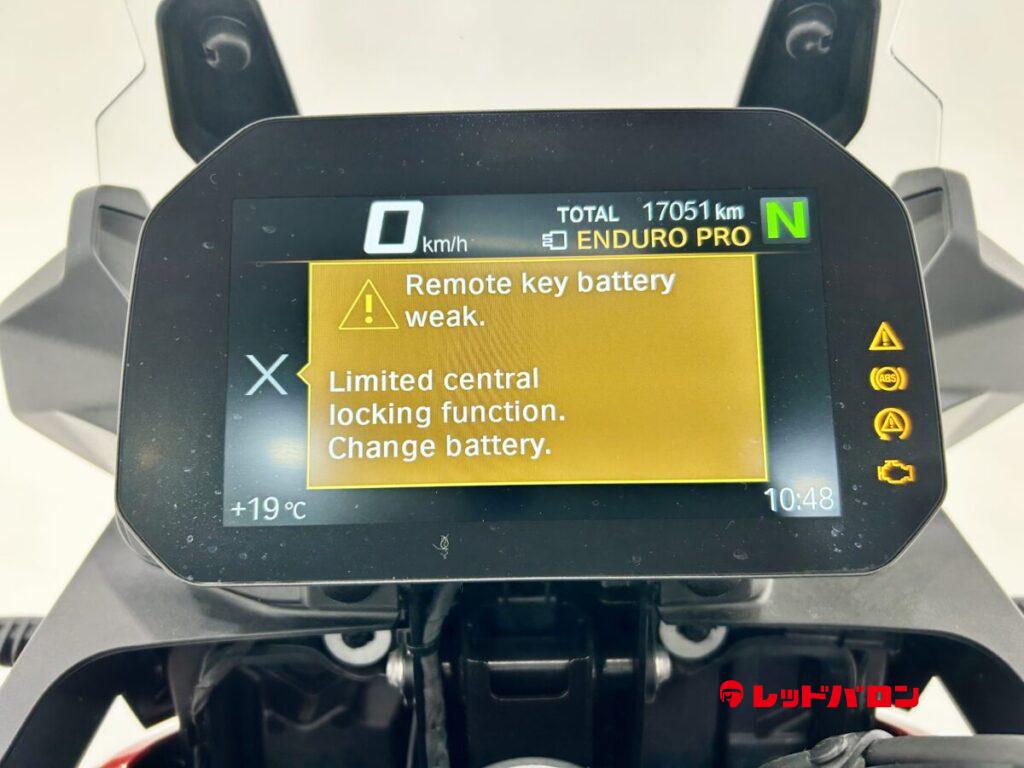 0 km/h
TOTAL 17051 km
ENDURO PRO
N
Remote key battery
weak.
Limited central
locking function.
Change battery.
ABS
+19 °C
10:48
レッドバロン